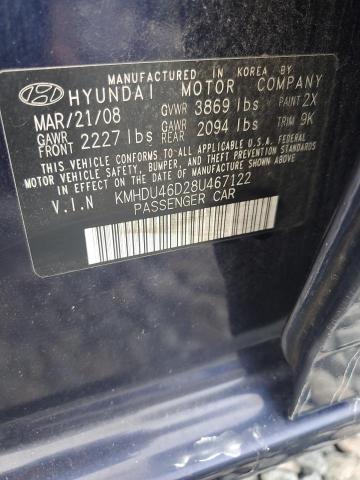 MANUFACTURED IN KOREA BY
HYUNDAI MOTOR COMPANY
MAR/21/08 GVWR 3869 lbs PAINT 2X
GAWR FRONT 2227 lbs GAWR REAR 2094 lbs TRIM 9K
THIS VEHICLE CONFORMS TO ALL APPLICABLE U.S.A. FEDERAL
MOTOR VEHICLE SAFETY, BUMPER, AND THEFT
PREVENTION STANDARDS IN EFFECT ON THE DATE OF
MANUFACTURE SHOWN ABOVE.
V.I.N KMHDU46D28U467122
PASSENGER CAR